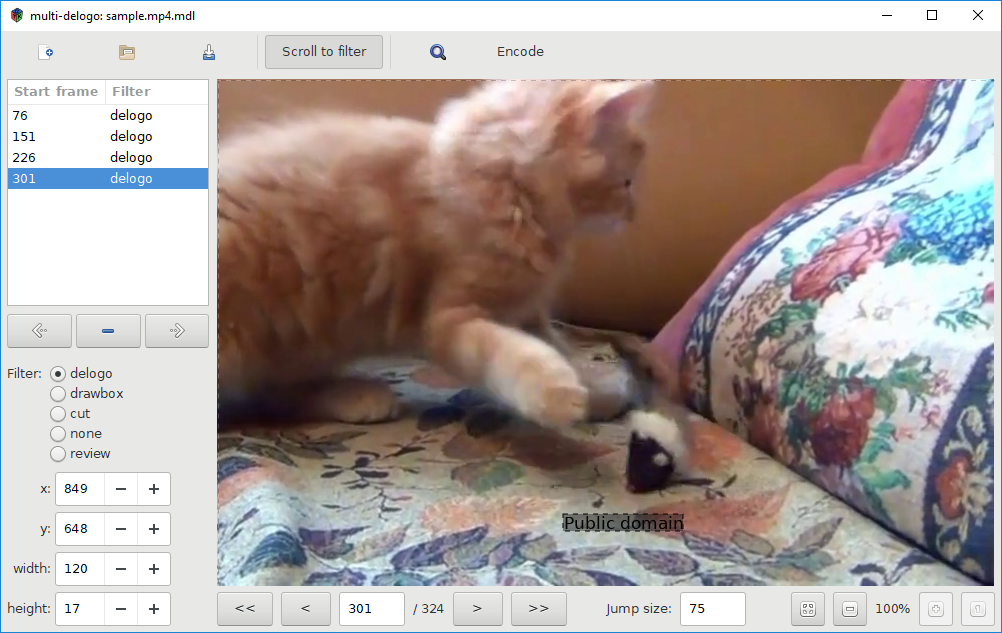 multi-delogo: sample.mp4.mdl
Scroll to filter
Encode
Start frame Filter
76 delogo
151 delogo
226 delogo
301 delogo
Filter: delogo
drawbox
cut
none
review
x: 849
y: 648
width: 120
height: 17
Public domain
<< < 301 / 324 > >> Jump size: 75 100%